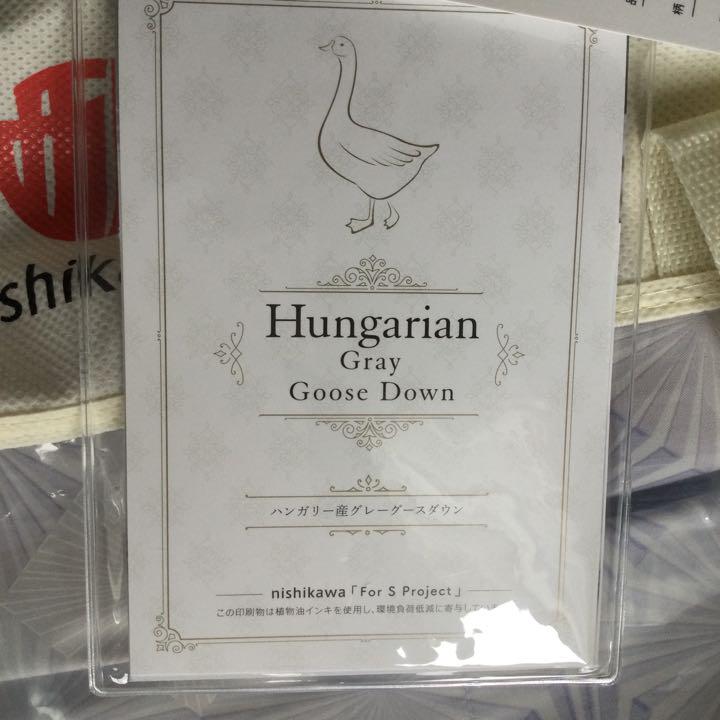 柄
Hungarian
Gray
Goose Down
ハンガリー産グレーグースダウン
nishikawa「For S Project」
この印刷物は植物油インキを使用し、環境負荷低減に寄与してい